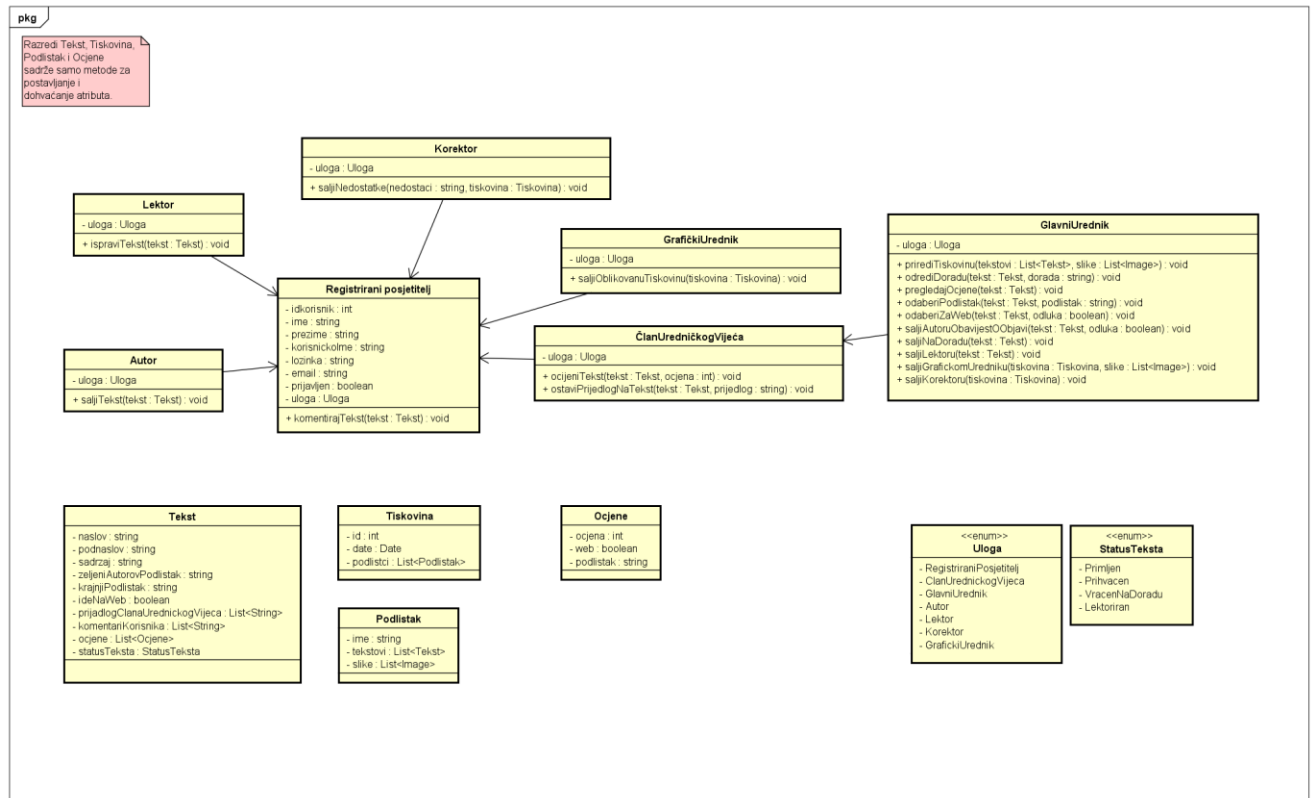 pkg
Razredi Tekst, Tiskovina,
Podlistak i Ocjene
sadrže samo metode za
postavljanje i
dohvaćanje atributa.
Korektor
- uloga : Uloga
+ saljiNedostatke(nedostaci : string, tiskovina : Tiskovina) : void
Lektor
- uloga : Uloga
+ ispraviTekst(tekst : Tekst) : void
GrafičkiUrednik
- uloga : Uloga
+ saljiOblikovanuTiskovinu(tiskovina : Tiskovina) : void
GlavniUrednik
- uloga : Uloga
+ prirediTiskovinu(tekstovi : List<Tekst>, slike : List<Image>) : void
+ odrediDoradu(tekst : Tekst, dorada : string) : void
+ pregledajOcjene(tekst : Tekst) : void
+ odaberiPodlistak(tekst : Tekst, podlistak : string) : void
+ odaberiZaWeb(tekst : Tekst, odluka : boolean) : void
+ saljiAutoruObavijestOObjavi(tekst : Tekst, odluka : boolean) : void
+ saljiNaDoradu(tekst : Tekst) : void
+ saljiLektoru(tekst : Tekst) : void
+ saljiGrafickomUredniku(tiskovina : Tiskovina, slike : List<Image>) : void
+ saljiKorektoru(tiskovina : Tiskovina) : void
Registrirani posjetitelj
- idkorisnik : int
- ime : string
- prezime : string
- korisnickoIme : string
- lozinka : string
- email : string
- prijavljen : boolean
- uloga : Uloga
+ komentirajTekst(tekst : Tekst) : void
ČlanUredničkogVijeća
- uloga : Uloga
+ ocijeniTekst(tekst : Tekst, ocjena : int) : void
+ ostaviPrijedlogNaTekst(tekst : Tekst, prijedlog : string) : void
Autor
- uloga : Uloga
+ saljiTekst(tekst : Tekst) : void
Tekst
- naslov : string
- podnaslov : string
- sadrzaj : string
- zeljeniAutorovPodlistak : string
- krajnjiPodlistak : string
- ideNaWeb : boolean
- prijadlogClanaUrednickogVijeca : List<String>
- komentariKorisnika : List<String>
- ocjene : List<Ocjene>
- statusTeksta : StatusTeksta
Tiskovina
- id : int
- date : Date
- podlistci : List<Podlistak>
Ocjene
- ocjena : int
- web : boolean
- podlistak : string
Podlistak
- ime : string
- tekstovi : List<Tekst>
- slike : List<Image>
<<enum>>
Uloga
- RegistriraniPosjetitelj
- ClanUrednickogVijeca
- GlavniUrednik
- Autor
- Lektor
- Korektor
- GrafickiUrednik
<<enum>>
StatusTeksta
- Primljen
- Prihvacen
- VracenNaDoradu
- Lektoriran